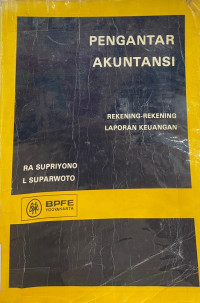 PENGANTAR
AKUNTANSI
REKENING-REKENING
LAPORAN KEUANGAN
RA SUPRIYONO
L SUPARWOTO
BPFE
YOGYAKARTA